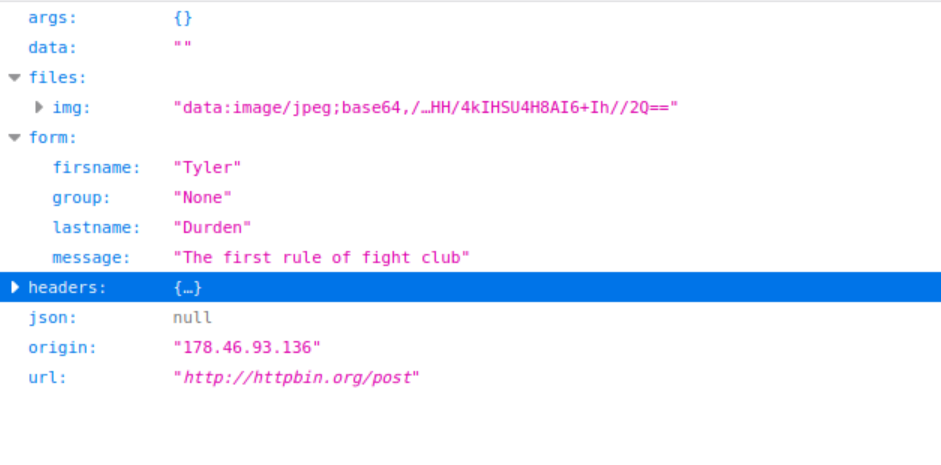 args: {}
data: ""
files:
img: "data:image/jpeg;base64,/…HH/4kIHSU4H8AI6+Ih//2Q=="
form:
firsname: "Tyler"
group: "None"
lastname: "Durden"
message: "The first rule of fight club"
headers: {…}
json: null
origin: "178.46.93.136"
url: "http://httpbin.org/post"